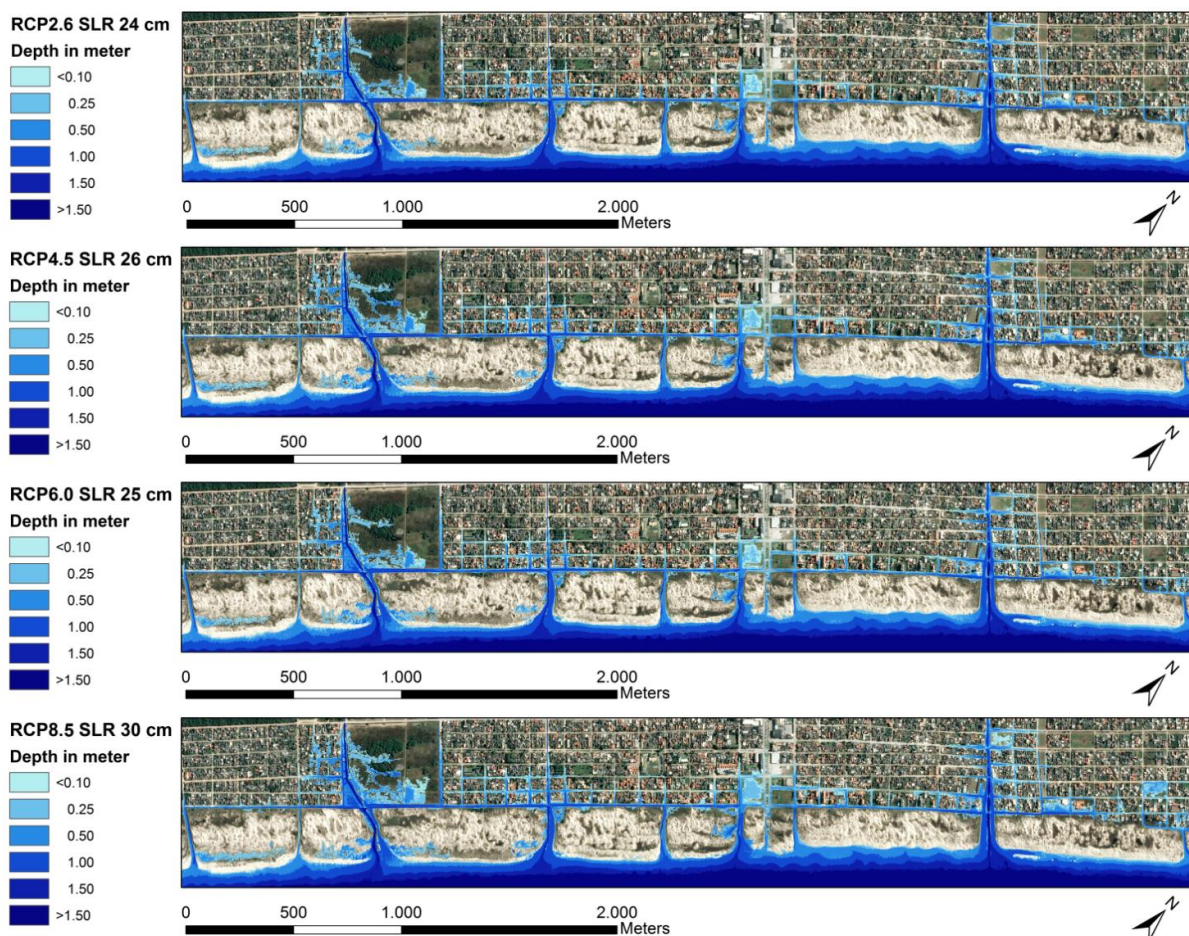 RCP2.6 SLR 24 cm
Depth in meter
<0.10
0.25
0.50
1.00
1.50
>1.50
0 500 1.000 2.000
Meters
N
RCP4.5 SLR 26 cm
Depth in meter
<0.10
0.25
0.50
1.00
1.50
>1.50
0 500 1.000 2.000
Meters
N
RCP6.0 SLR 25 cm
Depth in meter
<0.10
0.25
0.50
1.00
1.50
>1.50
0 500 1.000 2.000
Meters
N
RCP8.5 SLR 30 cm
Depth in meter
<0.10
0.25
0.50
1.00
1.50
>1.50
0 500 1.000 2.000
Meters
N